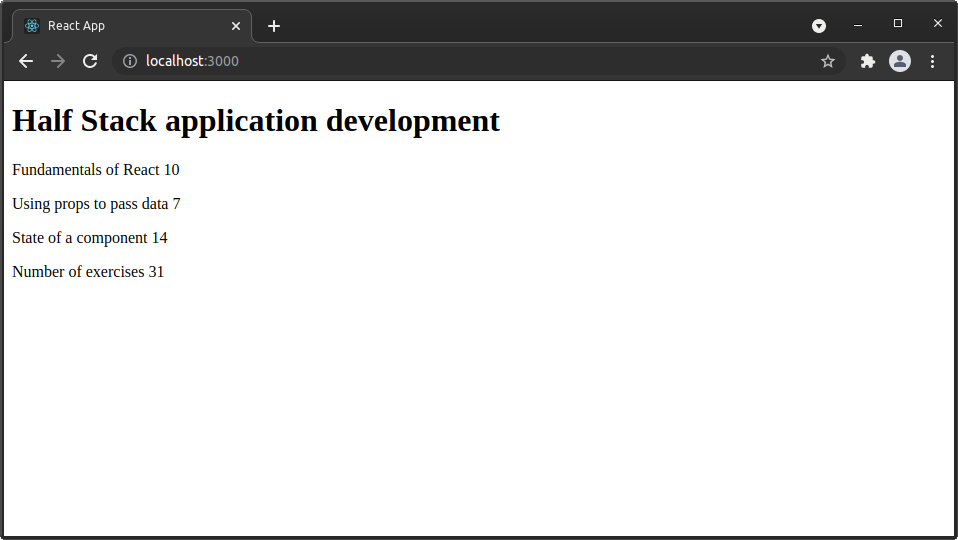 React App
localhost:3000
Half Stack application development
Fundamentals of React 10
Using props to pass data 7
State of a component 14
Number of exercises 31